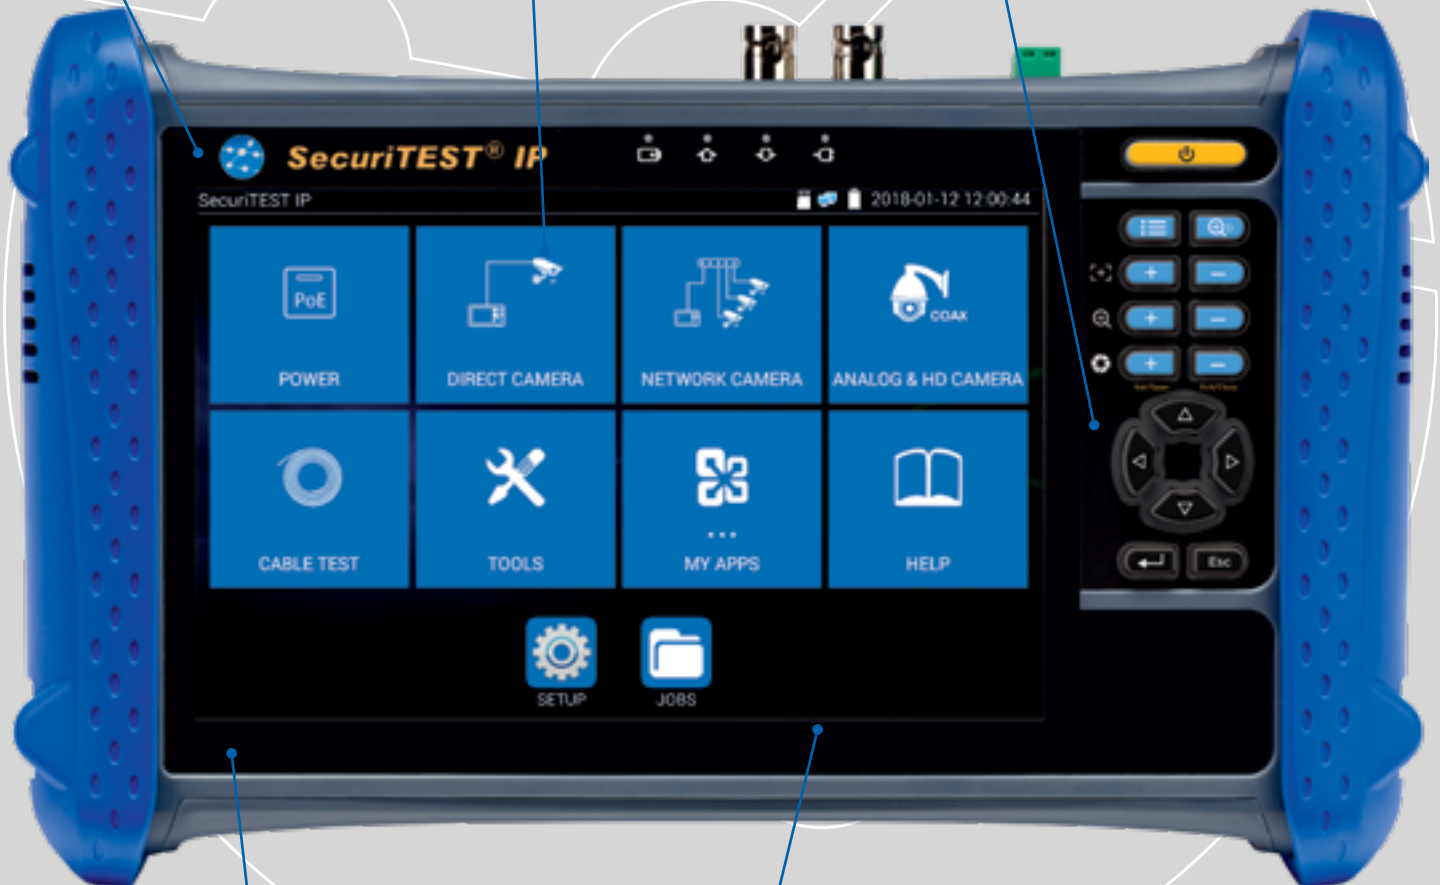 SecuriTEST® IP
SecuriTEST IP
2018-01-12 12:00:44
PoE
COAX
POWER
DIRECT CAMERA
NETWORK CAMERA
ANALOG & HD CAMERA
CABLE TEST
TOOLS
MY APPS
HELP
SETUP
JOBS
Esc